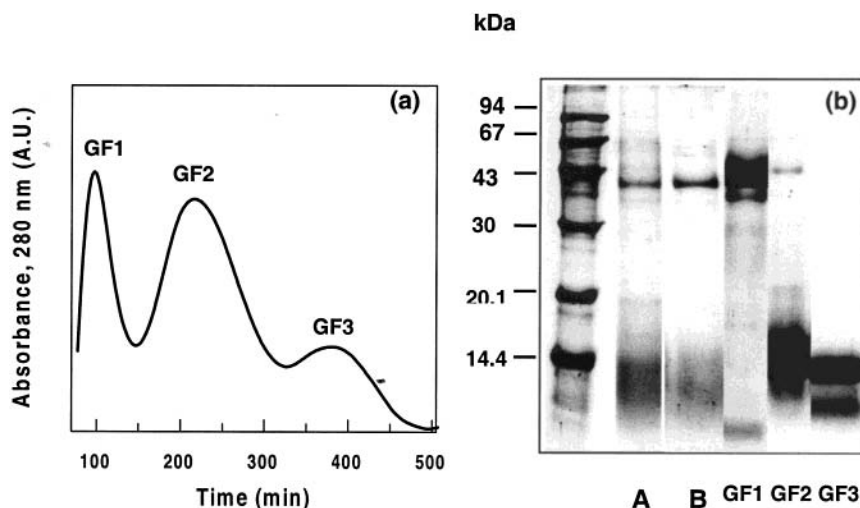 kDa
(a)
GF1
GF2
GF3
Absorbance, 280 nm (A.U.)
100 200 300 400 500
Time (min)
(b)
94
67
43
30
20.1
14.4
A B GF1 GF2 GF3